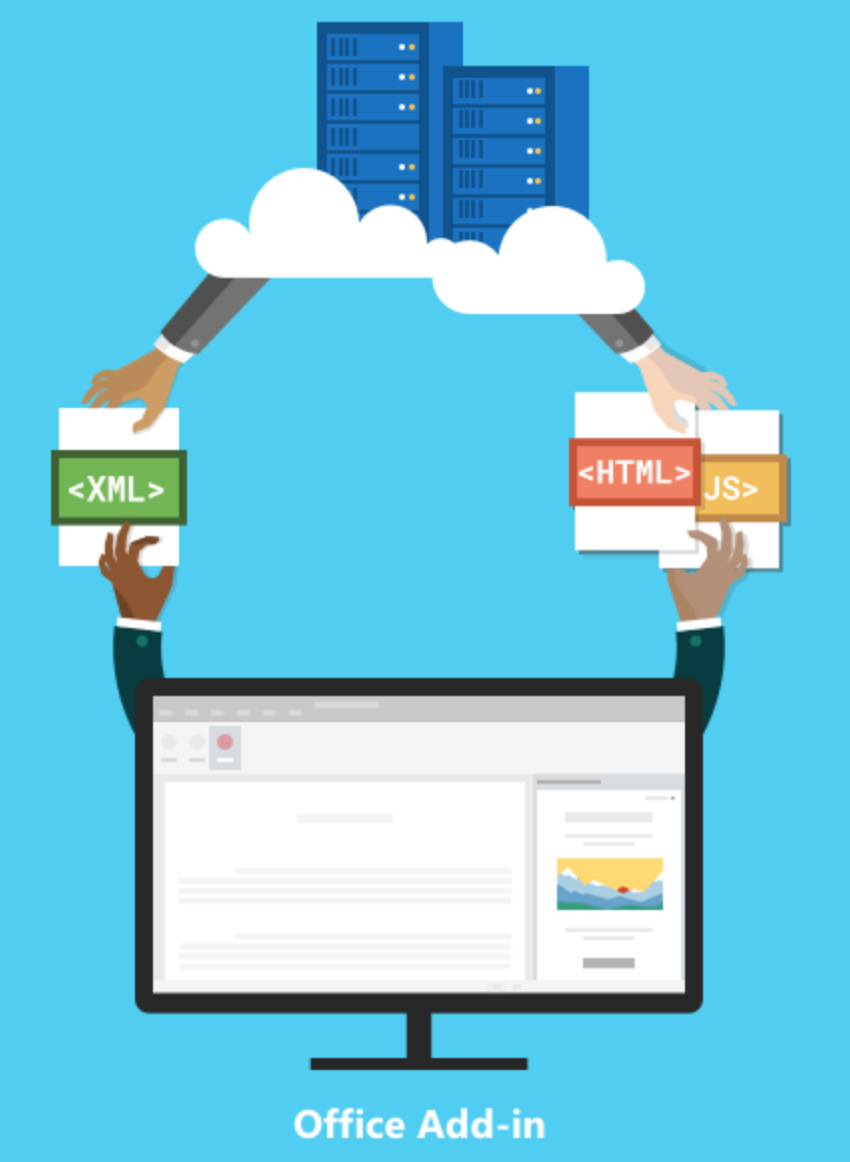 <XML>
<HTML>
JS>
Office Add-in